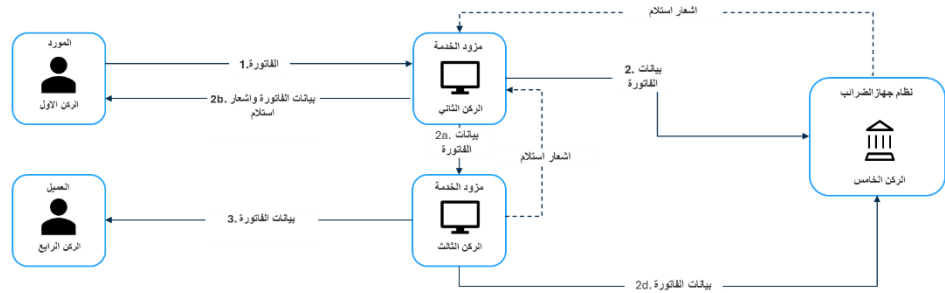 اشعار استلام
المورد
الركن الاول
1.الفاتورة
2b. بيانات الفاتورة واشعار
استلام
مزود الخدمة
الركن الثاني
2. بيانات
الفاتورة
نظام جهاز الضرائب
الركن الخامس
2a. بيانات
الفاتورة
اشعار استلام
العميل
الركن الرابع
3. بيانات الفاتورة
مزود الخدمة
الركن الثالث
2d. بيانات الفاتورة